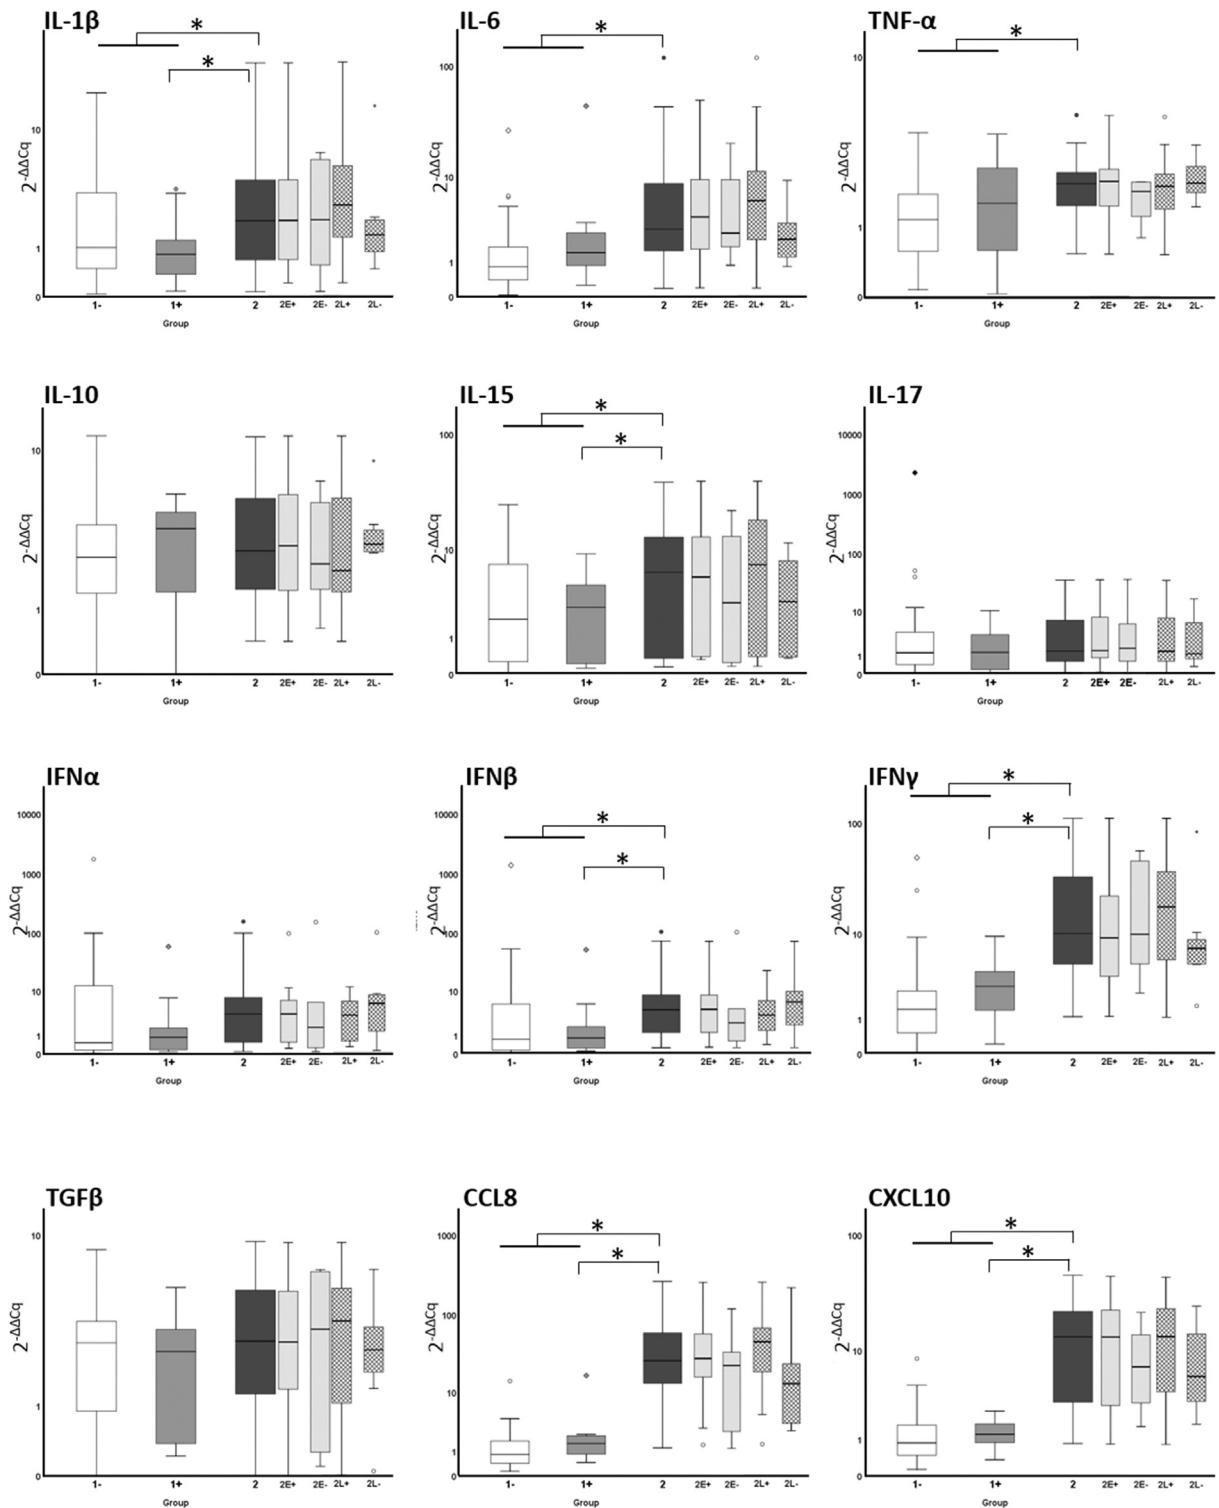 IL-1β IL-6 TNF-α
* * *
*
2-ΔΔCq 2-ΔΔCq 2-ΔΔCq
10 100 10
1 10 1
0 1 0
0
1- 1+ 2 2E+ 2E- 2L+ 2L- 1- 1+ 2 2E+ 2E- 2L+ 2L- 1- 1+ 2 2E+ 2E- 2L+ 2L-
Group Group Group
IL-10 IL-15 IL-17
*
*
2-ΔΔCq 2-ΔΔCq 2-ΔΔCq
10 100 10000
1 10 1000
0 1 100
0 10
1
0
1- 1+ 2 2E+ 2E- 2L+ 2L- 1- 1+ 2 2E+ 2E- 2L+ 2L- 1- 1+ 2 2E+ 2E- 2L+ 2L-
Group Group Group
IFNα IFNβ IFNγ
* *
* *
2-ΔΔCq 2-ΔΔCq 2-ΔΔCq
10000 10000 100
1000 1000 10
100 100 1
10 10 0
1 1
0 0
1- 1+ 2 2E+ 2E- 2L+ 2L- 1- 1+ 2 2E+ 2E- 2L+ 2L- 1- 1+ 2 2E+ 2E- 2L+ 2L-
Group Group Group
TGFβ CCL8 CXCL10
* *
* *
2-ΔΔCq 2-ΔΔCq 2-ΔΔCq
10 1000 100
1 100 10
0 10 1
1 0
0
1- 1+ 2 2E+ 2E- 2L+ 2L- 1- 1+ 2 2E+ 2E- 2L+ 2L- 1- 1+ 2 2E+ 2E- 2L+ 2L-
Group Group Group